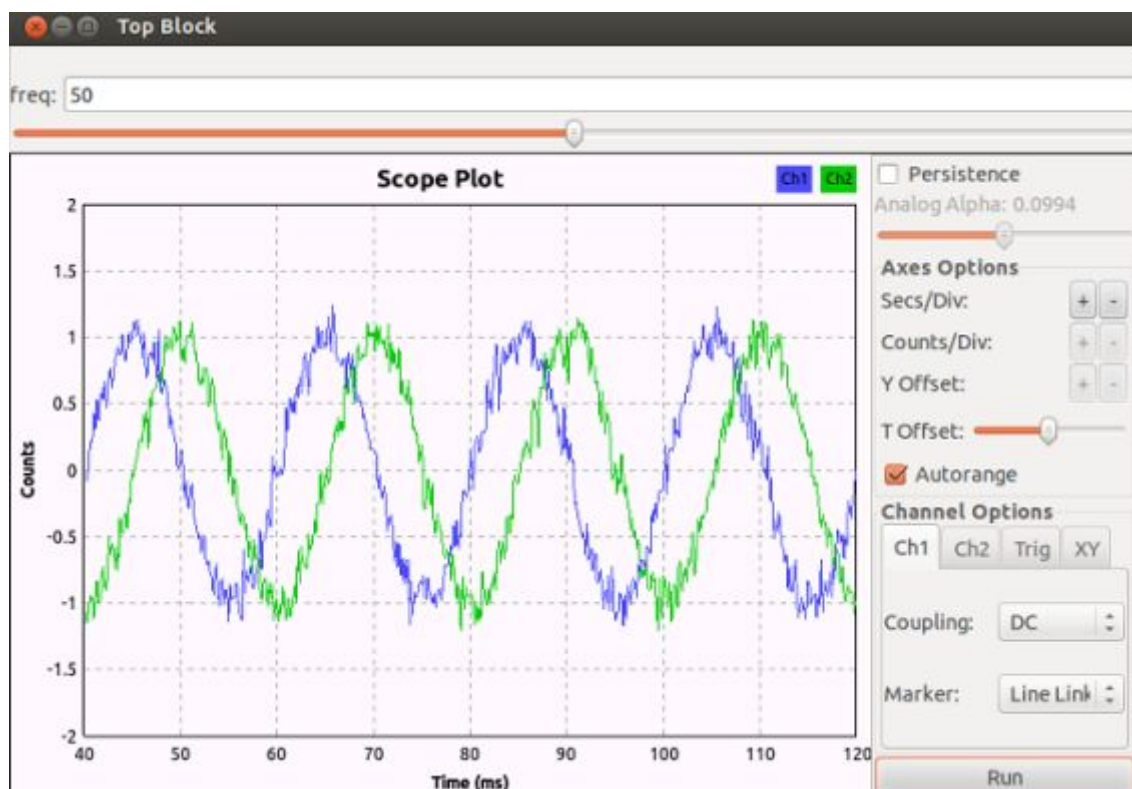 Top Block
freq: 50
Scope Plot
Ch1 Ch2
2
1.5
1
0.5
0
-0.5
-1
-1.5
-2
Counts
40 50 60 70 80 90 100 110 120
Time (ms)
Persistence
Analog Alpha: 0.0994
Axes Options
Secs/Div: + -
Counts/Div: + -
Y Offset: + -
T Offset:
Autorange
Channel Options
Ch1 Ch2 Trig XY
Coupling: DC
Marker: Line Link
Run